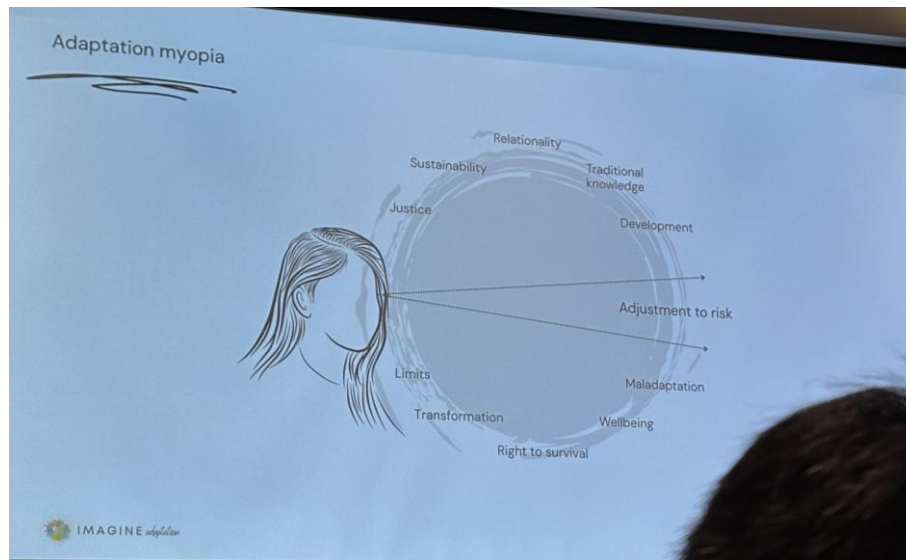 Adaptation myopia
Relationality
Sustainability
Traditional
knowledge
Justice
Development
Adjustment to risk
Limits
Maladaptation
Transformation
Wellbeing
Right to survival
IMAGINE adaptation